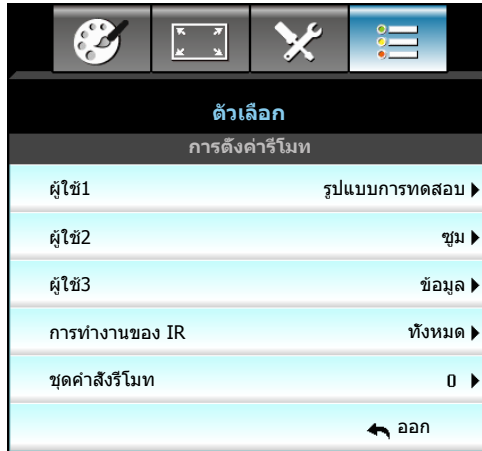 ตัวเลือก
การตั้งค่ารีโมท
ผู้ใช้1 รูปแบบการทดสอบ
ผู้ใช้2 ซูม
ผู้ใช้3 ข้อมูล
การทำงานของ IR ทั้งหมด
ชุดคำสั่งรีโมท 0
ออก